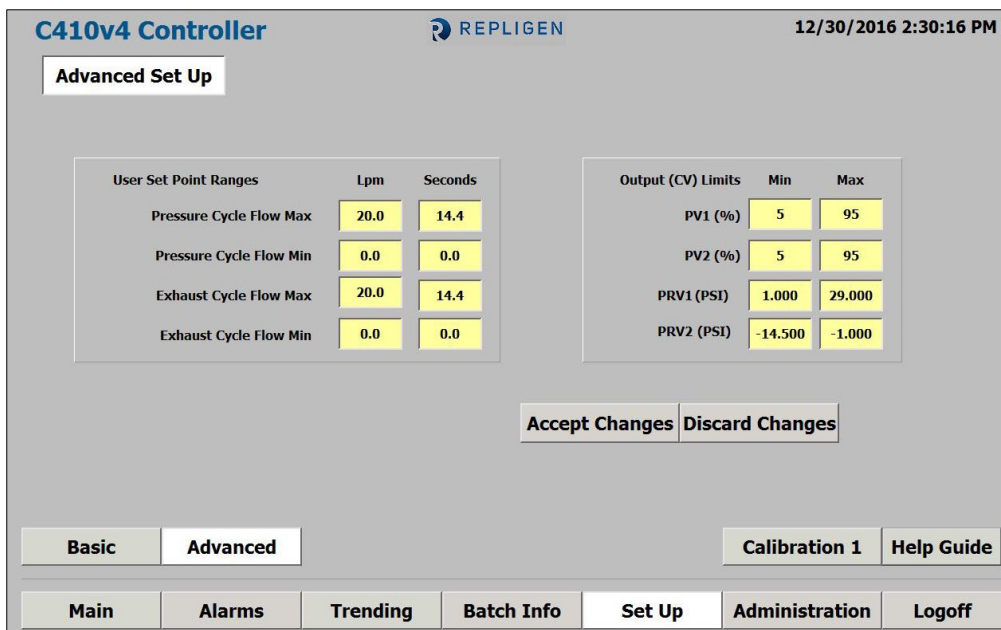 C410v4 Controller REPLIGEN 12/30/2016 2:30:16 PM
Advanced Set Up
User Set Point Ranges Lpm Seconds
Pressure Cycle Flow Max 20.0 14.4
Pressure Cycle Flow Min 0.0 0.0
Exhaust Cycle Flow Max 20.0 14.4
Exhaust Cycle Flow Min 0.0 0.0
Output (CV) Limits Min Max
PV1 (%) 5 95
PV2 (%) 5 95
PRV1(PSI) 1.000 29.000
PRV2 (PSI) -14.500 -1.000
Accept Changes Discard Changes
Basic Advanced Calibration 1 Help Guide
Main Alarms Trending Batch Info Set Up Administration Logoff